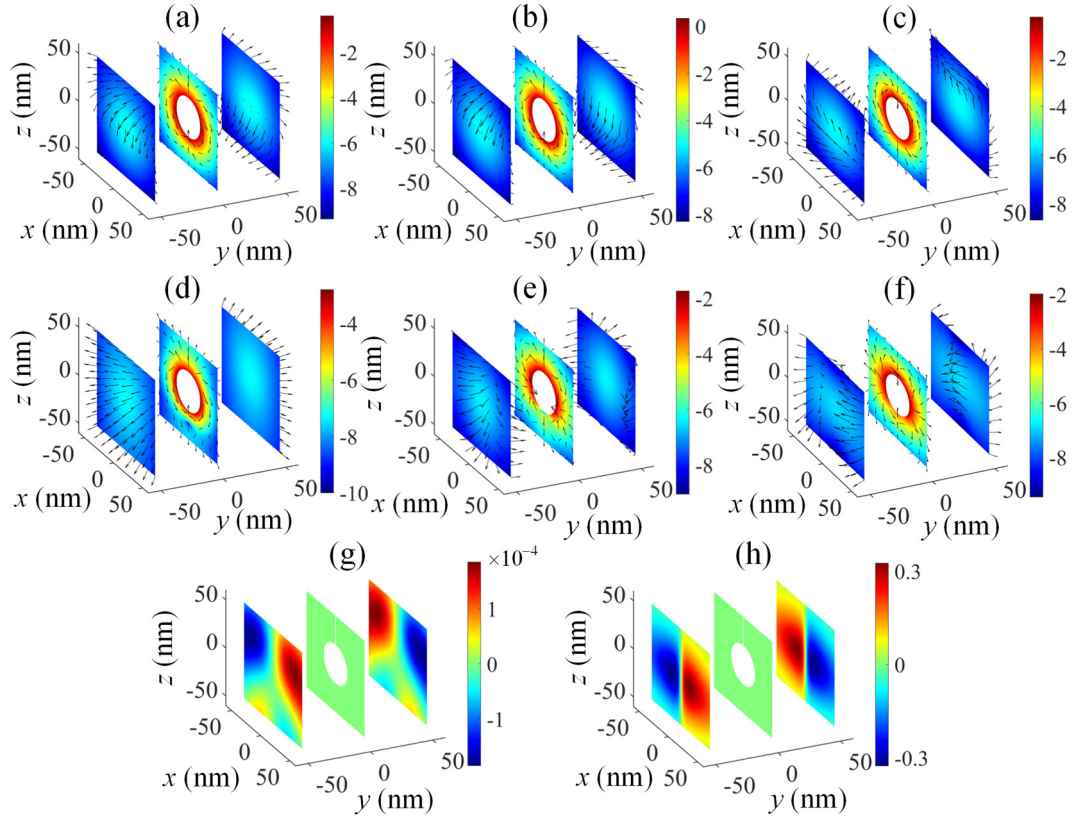 (a) (b) (c)
50 0 -50 z (nm) -50 0 50 x (nm) -50 0 50 y (nm) -2 -4 -6 -8
50 0 -50 z (nm) -50 0 50 x (nm) -50 0 50 y (nm) 0 -2 -4 -6 -8
50 0 -50 z (nm) -50 0 50 x (nm) -50 0 50 y (nm) -2 -4 -6 -8
(d) (e) (f)
50 0 -50 z (nm) -50 0 50 x (nm) -50 0 50 y (nm) -4 -6 -8 -10
50 0 -50 z (nm) -50 0 50 x (nm) -50 0 50 y (nm) -2 -4 -6 -8
50 0 -50 z (nm) -50 0 50 x (nm) -50 0 50 y (nm) -2 -4 -6 -8
(g) (h)
50 0 -50 z (nm) -50 0 50 x (nm) -50 0 50 y (nm) ×10⁻⁴ 1 0 -1
50 0 -50 z (nm) -50 0 50 x (nm) -50 0 50 y (nm) 0.3 0 -0.3